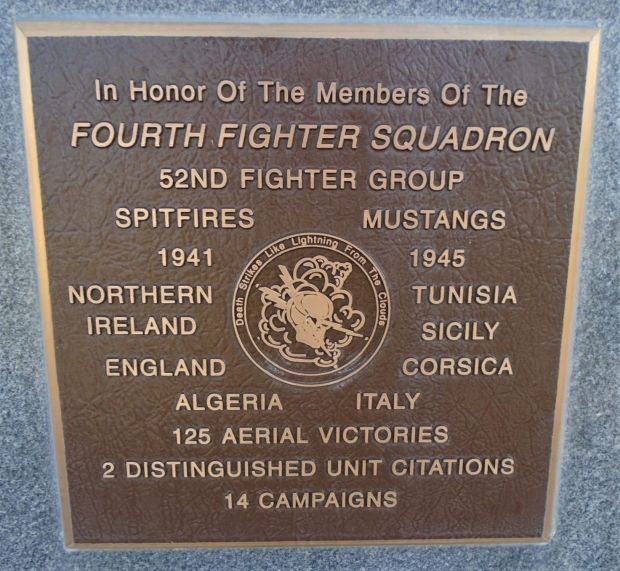 In Honor Of The Members Of The
FOURTH FIGHTER SQUADRON
52ND FIGHTER GROUP
SPITFIRES MUSTANGS
1941 1945
Death Strikes Like Lightning From The Clouds
NORTHERN TUNISIA
IRELAND SICILY
ENGLAND CORSICA
ALGERIA ITALY
125 AERIAL VICTORIES
2 DISTINGUISHED UNIT CITATIONS
14 CAMPAIGNS